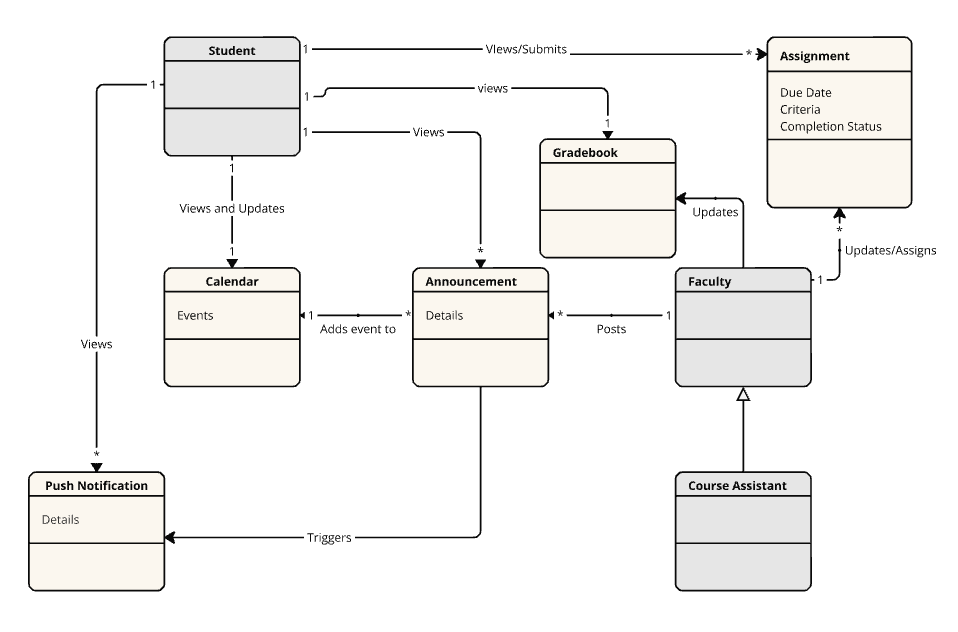 Student
1
VIews/Submits
*
Assignment
1
1
views
Due Date
Criteria
Completion Status
1
1
Views
Gradebook
1
Views and Updates
Updates
*
1
*
Updates/Assigns
Calendar
Announcement
Faculty
1
Events
1
*
Details
*
1
Adds event to
Posts
Views
*
Push Notification
Course Assistant
Details
Triggers